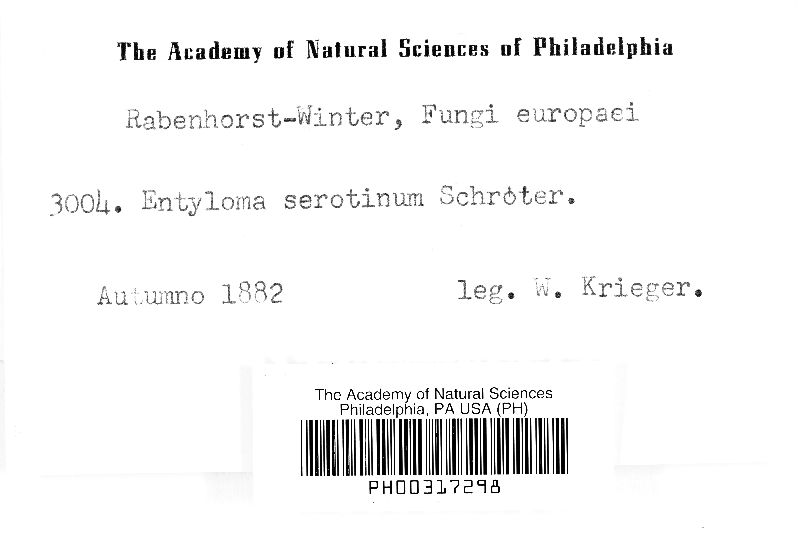 The Academy of Natural Sciences of Philadelphia
Rabenhorst-Winter, Fungi europaei
3004. Entyloma serotinum Schröter.
Autumno 1882 leg. W. Krieger.
The Academy of Natural Sciences
Philadelphia, PA USA (PH)
PH00317298